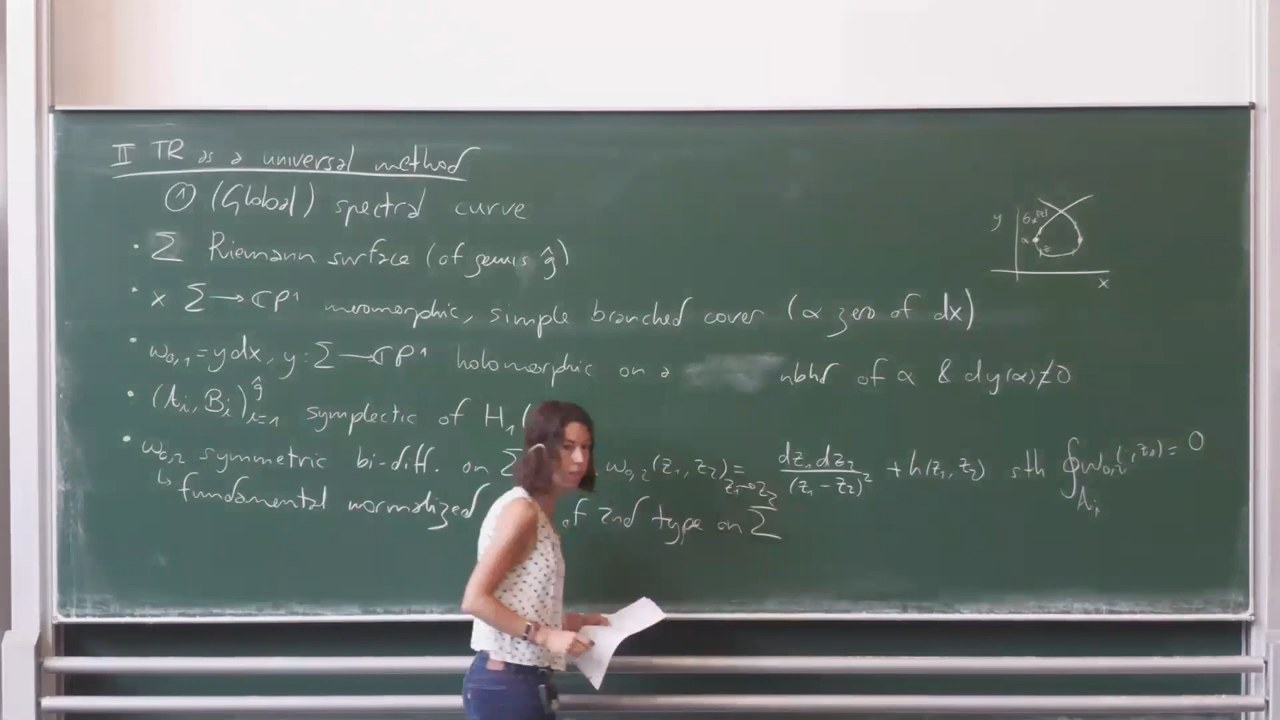 II TR as a universal method
① (Global) spectral curve
• Σ Riemann surface (of genus ĝ)
• x Σ → ℂP¹ meromorphic, simple branched cover (α zero of dx)
• ω₀,₁ = ydx, y : Σ → ℂP¹ holomorphic on a nbhd of α & dy(α) ≠ 0
• (Aᵢ, Bᵢ)ᵢ₌₁^ĝ symplectic of H₁(
• ω₀,₂ symmetric bi-diff. on Σ ω₀,₂(z₁, z₂) =_{z₁→z₂} dz₁dz₂/(z₁ - z₂)² + h(z₁, z₂) sth ∮_{Aᵢ} ω₀,₂(·, z₂) = 0
↳ fundamental normalized of 2nd type on Σ
y
α
z
x